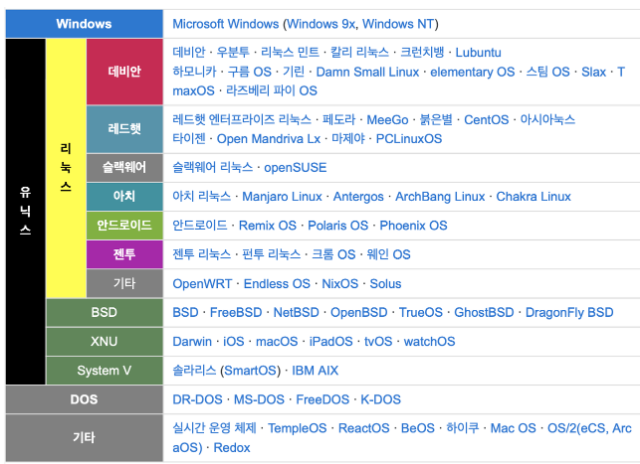 Windows
Microsoft Windows (Windows 9x, Windows NT)
유닉스
리눅스
데비안
데비안 · 우분투 · 리눅스 민트 · 칼리 리눅스 · 크런치뱅 · Lubuntu
하모니카 · 구름 OS · 기린 · Damn Small Linux · elementary OS · 스팀 OS · Slax · T
maxOS · 라즈베리 파이 OS
레드햇
레드햇 엔터프라이즈 리눅스 · 페도라 · MeeGo · 붉은별 · CentOS · 아시아눅스
타이젠 · Open Mandriva Lx · 마제야 · PCLinuxOS
슬랙웨어
슬랙웨어 리눅스 · openSUSE
아치
아치 리눅스 · Manjaro Linux · Antergos · ArchBang Linux · Chakra Linux
안드로이드
안드로이드 · Remix OS · Polaris OS · Phoenix OS
젠투
젠투 리눅스 · 펀투 리눅스 · 크롬 OS · 웨인 OS
기타
OpenWRT · Endless OS · NixOS · Solus
BSD
BSD · FreeBSD · NetBSD · OpenBSD · TrueOS · GhostBSD · DragonFly BSD
XNU
Darwin · iOS · macOS · iPadOS · tvOS · watchOS
System V
솔라리스 (SmartOS) · IBM AIX
DOS
DR-DOS · MS-DOS · FreeDOS · K-DOS
기타
실시간 운영 체제 · TempleOS · ReactOS · BeOS · 하이쿠 · Mac OS · OS/2(eCS, Arc
aOS) · Redox